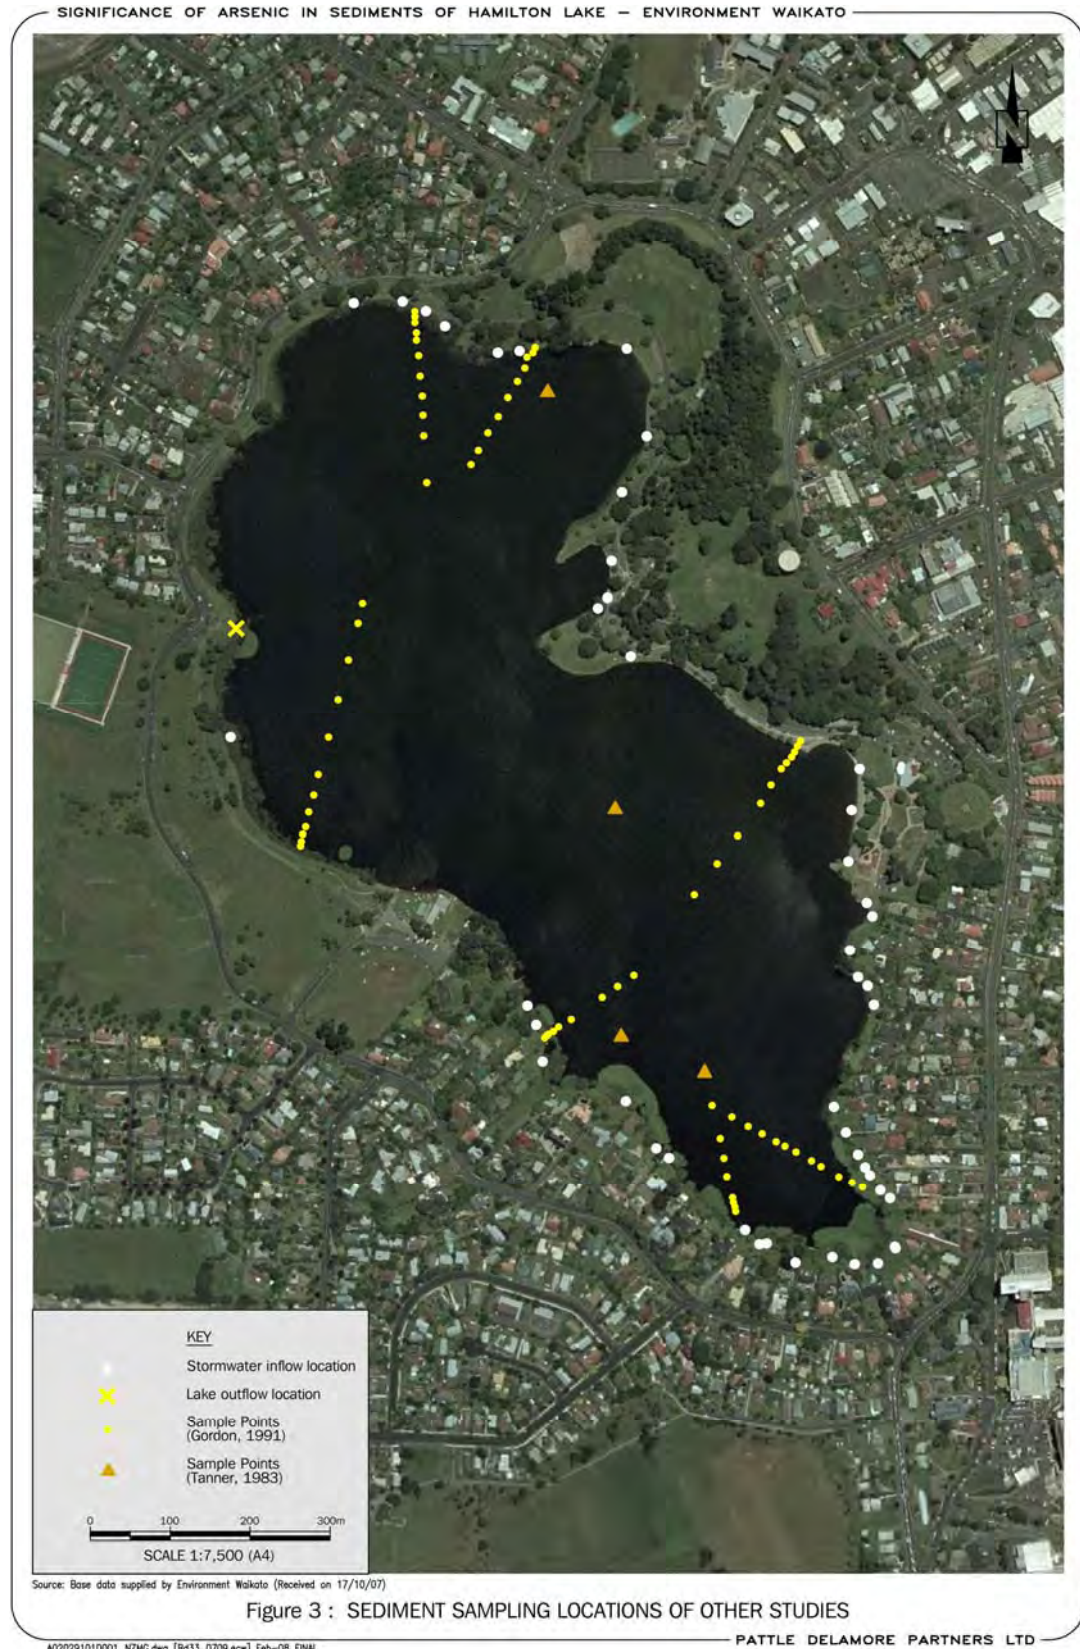 SIGNIFICANCE OF ARSENIC IN SEDIMENTS OF HAMILTON LAKE – ENVIRONMENT WAIKATO
N
KEY
Stormwater inflow location
Lake outflow location
Sample Points
(Gordon, 1991)
Sample Points
(Tanner, 1983)
0 100 200 300m
SCALE 1:7,500 (A4)
Source: Base data supplied by Environment Waikato (Received on 17/10/07)
Figure 3 : SEDIMENT SAMPLING LOCATIONS OF OTHER STUDIES
PATTLE DELAMORE PARTNERS LTD